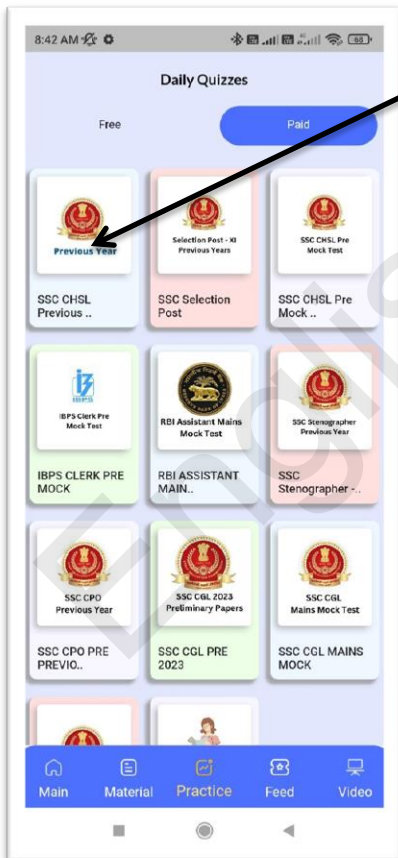 8:42 AM
68
Daily Quizzes
Free
Paid
Previous Year
SSC CHSL
Previous ..
Selection Post - XI
Previous Years
SSC Selection
Post
SSC CHSL Pre
Mock Test
SSC CHSL Pre
Mock ..
IBPS
IBPS Clerk Pre
Mock Test
IBPS CLERK PRE
MOCK
RBI Assistant Mains
Mock Test
RBI ASSISTANT
MAIN..
SSC Stenographer
Previous Year
SSC
Stenographer -..
SSC CPO
Previous Year
SSC CPO PRE
PREVIO..
SSC CGL 2023
Preliminary Papers
SSC CGL PRE
2023
SSC CGL
Mains Mock Test
SSC CGL MAINS
MOCK
Main
Material
Practice
Feed
Video